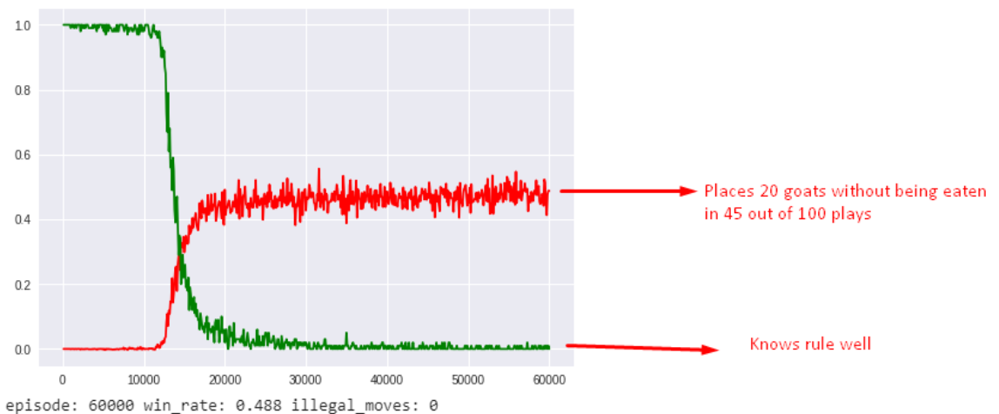 1.0
0.8
0.6
0.4
0.2
0.0
0 10000 20000 30000 40000 50000 60000
Places 20 goats without being eaten
in 45 out of 100 plays
Knows rule well
episode: 60000 win_rate: 0.488 illegal_moves: 0